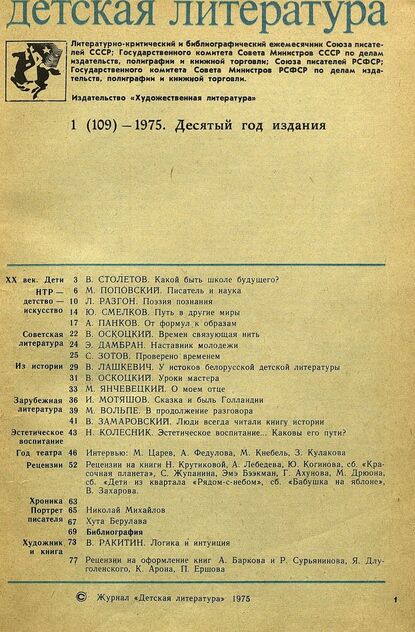 детская литература
Литературно-критический и библиографический ежемесячник Союза писате-
лей СССР; Государственного комитета Совета Министров СССР по делам
издательств, полиграфии и книжной торговли; Союза писателей РСФСР;
Государственного комитета Совета Министров РСФСР по делам изда-
тельств, полиграфии и книжной торговли.
Издательство «Художественная литература»
1 (109) — 1975. Десятый год издания
XX век. Дети 3 В. СТОЛЕТОВ. Какой быть школе будущего?
НТР — 6 М. ПОПОВСКИЙ. Писатель и наука
детство — 10 Л. РАЗГОН. Поэзия познания
искусство 14 Ю. СМЕЛКОВ. Путь в другие миры
17 А. ПАНКОВ. От формул к образам
Советская 22 В. ОСКОЦКИЙ. Времен связующая нить
литература 24 Э. ДАМБРАН. Наставник молодежи
25 С. ЗОТОВ. Проверено временем
Из истории 29 В. ЛАШКЕВИЧ. У истоков белорусской детской литературы
31 В. ОСКОЦКИЙ. Уроки мастера
33 М. ЯНЧЕВЕЦКИЙ. О моем отце
Зарубежная 36 И. МОТЯШОВ. Сказка и быль Голландии
литература 39 М. ВОЛЬПЕ. В продолжение разговора
41 В. ЗАМАРОВСКИЙ. Люди всегда читали книгу истории
Эстетическое 43 Н. КОЛЕСНИК. Эстетическое воспитание... Каковы его пути?
воспитание
Год театра 46 Интервью: М. Царев, А. Федулова, М. Кнебель, З. Кулакова
Рецензии 52 Рецензии на книги Н. Крутиковой, А. Лебедева, Ю. Когинова, сб. «Кра-
сочная планета», С. Жупанина, Эмэ Бээкман, Г. Ахунова, М. Дрюона,
сб. «Дети из квартала «Рядом-с-небом», сб. «Бабушка на яблоне»,
В. Захарова.
Хроника 63
Портрет 65 Николай Михайлов
писателя 67 Хута Берулава
69 Библиография
Художник 73 В. РАКИТИН. Логика и интуиция
и книга
77 Рецензии на оформление книг А. Баркова и Р. Сурьянинова, Я. Длу-
голенского, К. Арона, П. Ершова
© Журнал «Детская литература» 1975
1